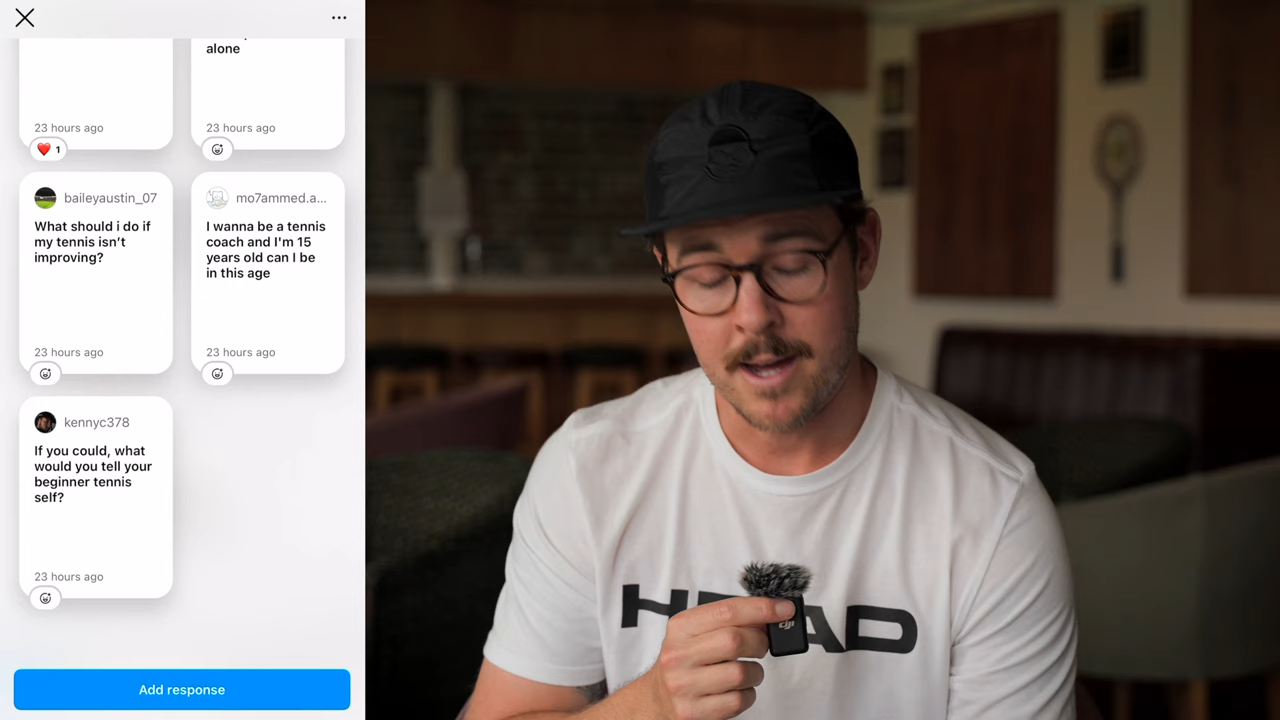 alone
23 hours ago
23 hours ago
1
baileyaustin_07
mo7ammed.a...
What should i do if
my tennis isn’t
improving?
I wanna be a tennis
coach and I'm 15
years old can I be
in this age
23 hours ago
23 hours ago
kennyc378
If you could, what
would you tell your
beginner tennis
self?
23 hours ago
Add response
HEAD
dji